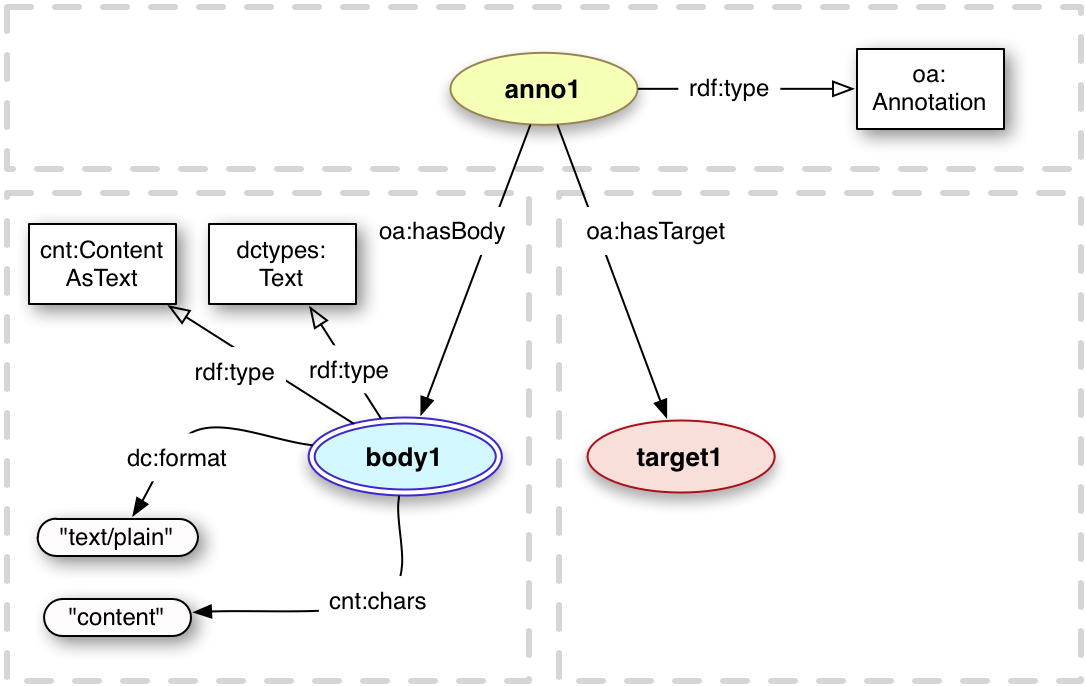 anno1
rdf:type
oa:
Annotation
oa:hasBody
oa:hasTarget
cnt:Content
AsText
dctypes:
Text
rdf:type
rdf:type
dc:format
body1
target1
"text/plain"
cnt:chars
"content"